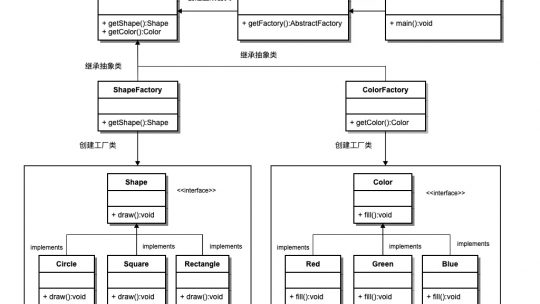 + getShape():Shape
+ getColor():Color
+ getFactory():AbstractFactory
+ main():void
继承抽象类
继承抽象类
ShapeFactory
ColorFactory
+ getShape():Shape
+ getColor():Color
创建工厂类
创建工厂类
Shape
<<interface>>
Color
<<interface>>
+ draw():void
+ fill():void
implements
implements
implements
implements
implements
implements
Circle
Square
Rectangle
Red
Green
Blue
+ draw():void
+ draw():void
+ draw():void
+ fill():void
+ fill():void
+ fill():void